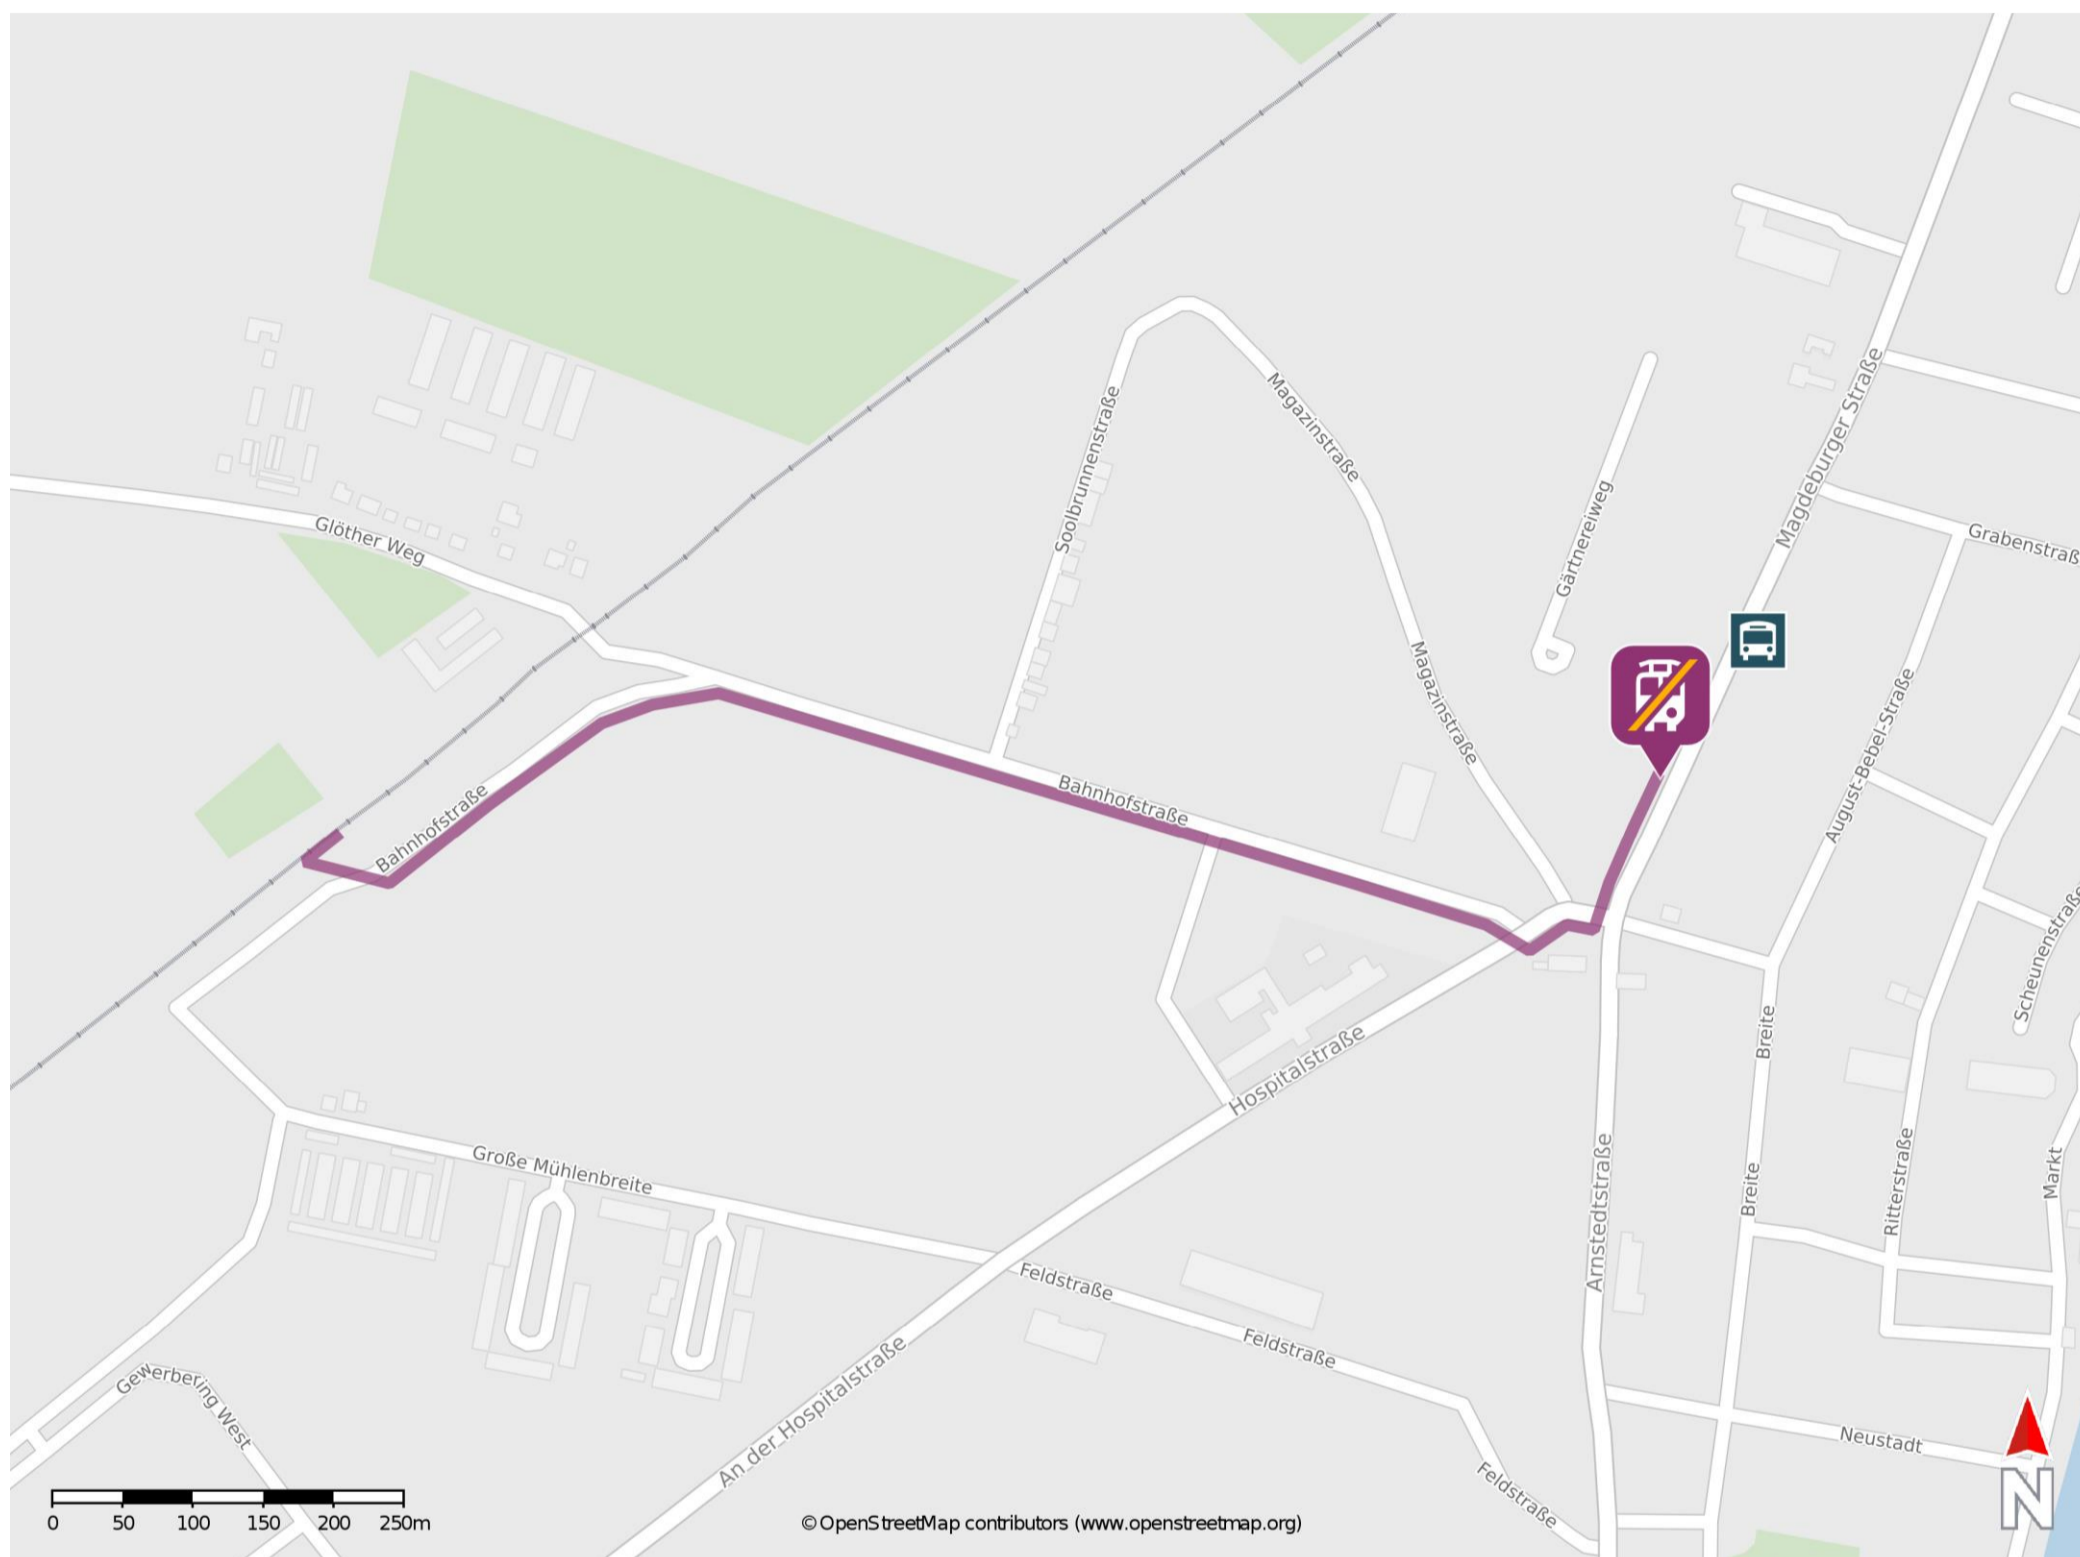 Magdeburger Straße
Magazinstraße
Soolbrunnenstraße
Gärtnereiweg
Glöther Weg
Grabenstraß
Magazinstraße
August-Bebel-Straße
Bahnhofstraße
Bahnhofstraße
Scheunenstraße
Breite
Hospitalstraße
Große Mühlenbreite
Arnstedtstraße
Breite
Ritterstraße
Markt
Feldstraße
Feldstraße
An der Hospitalstraße
Gewerbering West
Neustadt
Feldstraße
N
0 50 100 150 200 250m
© OpenStreetMap contributors (www.openstreetmap.org)